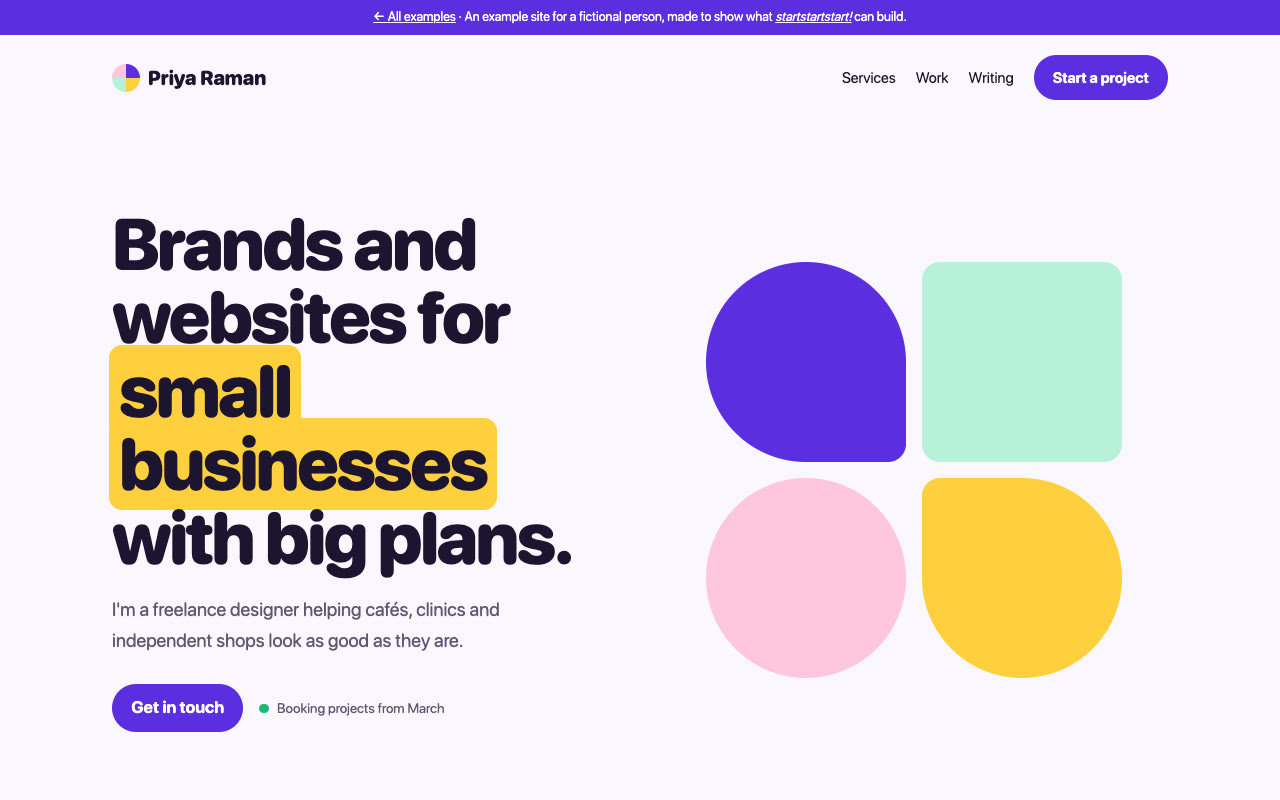 ← All examples · An example site for a fictional person, made to show what startstartstart! can build.
Priya Raman
Services
Work
Writing
Start a project
Brands and
websites for
small
businesses
with big plans.
I'm a freelance designer helping cafés, clinics and
independent shops look as good as they are.
Get in touch
Booking projects from March